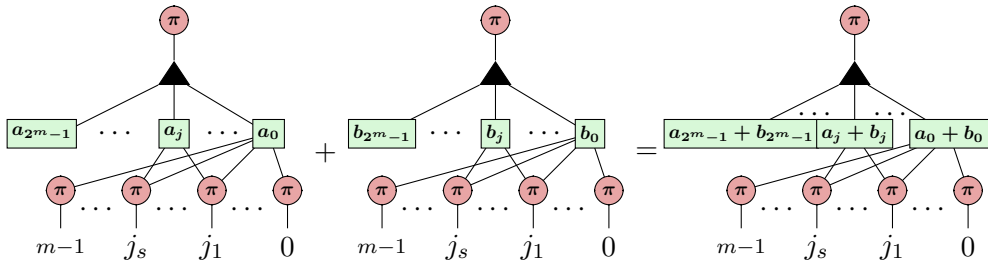 π π π
a_{2^m−1} ··· a_j ··· a_0 + b_{2^m−1} ··· b_j ··· b_0 = a_{2^m−1} + b_{2^m−1} ··· a_j + b_j ··· a_0 + b_0
π ··· π ··· π ··· π π ··· π ··· π ··· π π ··· π ··· π ··· π
m−1 j_s j_1 0 m−1 j_s j_1 0 m−1 j_s j_1 0